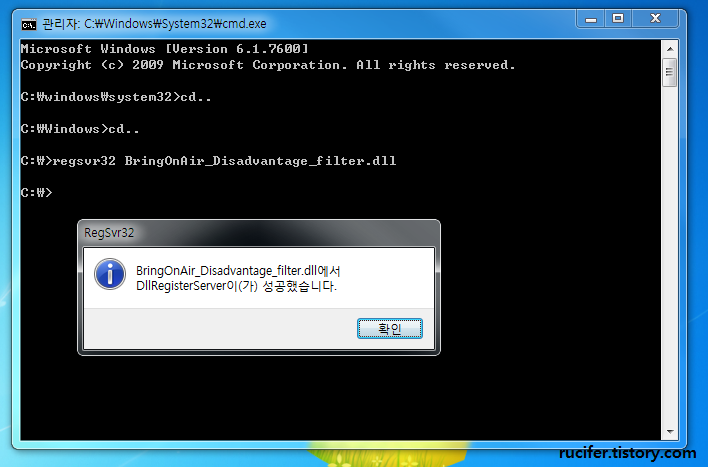 관리자: C:₩Windows₩System32₩cmd.exe
Microsoft Windows [Version 6.1.7600]
Copyright (c) 2009 Microsoft Corporation. All rights reserved.
C:₩windows₩system32>cd..
C:₩Windows>cd..
C:₩>regsvr32 BringOnAir_Disadvantage_filter.dll
C:₩>
RegSvr32
BringOnAir_Disadvantage_filter.dll에서
DllRegisterServer이(가) 성공했습니다.
확인
rucifer.tistory.com